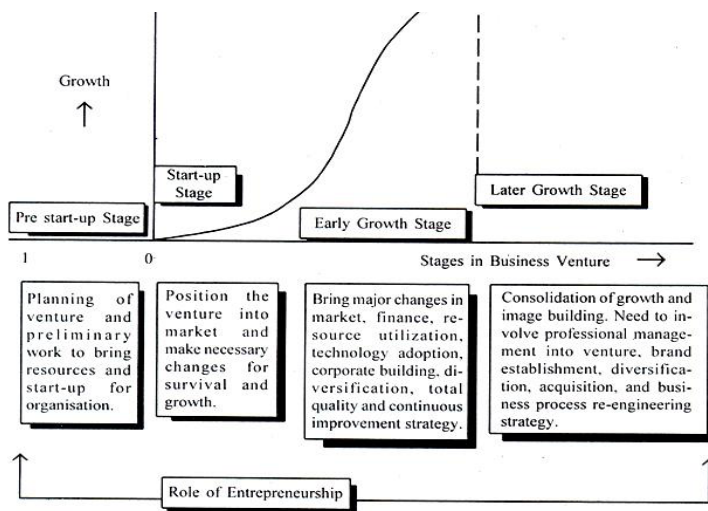 Growth
Start-up
Stage
Later Growth Stage
Pre start-up Stage
Early Growth Stage
1
0
Stages in Business Venture
Planning of
venture and
preliminary
work to bring
resources and
start-up for
organisation.
Position the
venture into
market and
make necessary
changes for
survival and
growth.
Bring major changes in
market, finance, re-
source utilization,
technology adoption,
corporate building, di-
versification, total
quality and continuous
improvement strategy.
Consolidation of growth and
image building. Need to in-
volve professional manage-
ment into venture, brand
establishment, diversifica-
tion, acquisition, and busi-
ness process re-engineering
strategy.
Role of Entrepreneurship